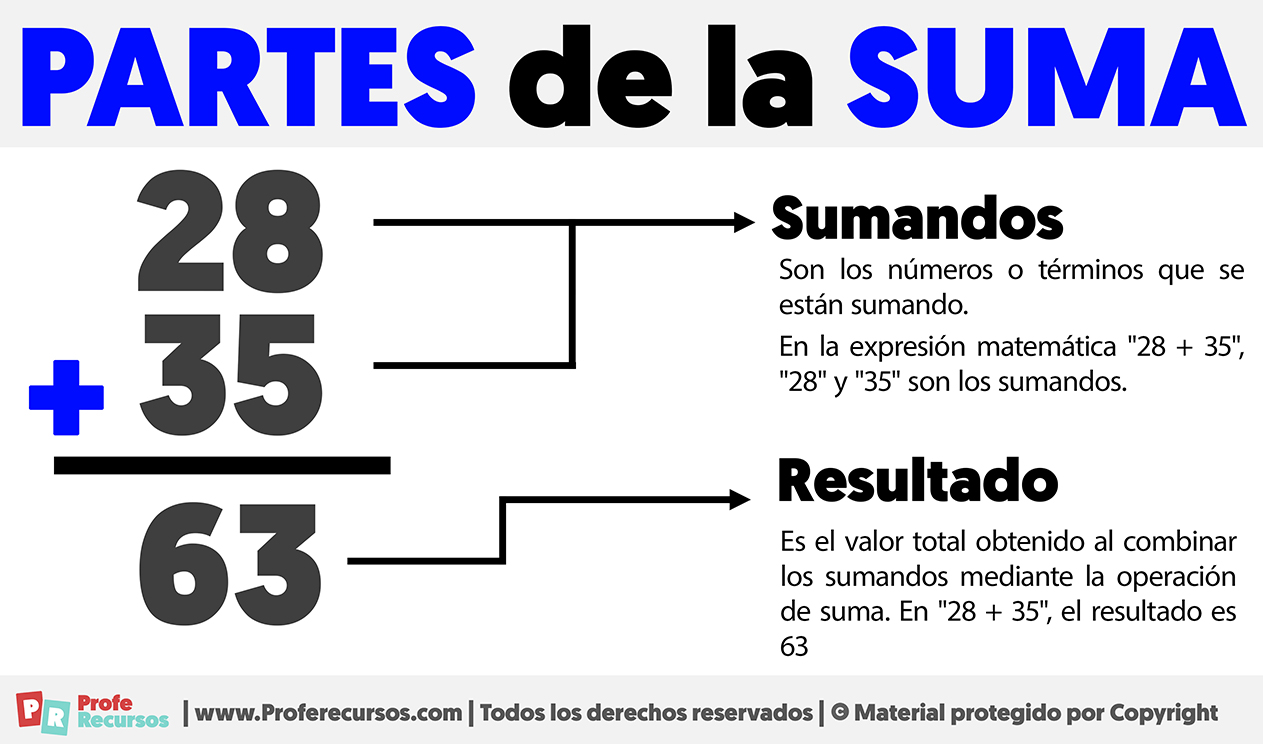 PARTES de la SUMA
28
+ 35
63
Sumandos
Son los números o términos que se
están sumando.
En la expresión matemática "28 + 35",
"28" y "35" son los sumandos.
Resultado
Es el valor total obtenido al combinar
los sumandos mediante la operación
de suma. En "28 + 35", el resultado es
63
PR Profe
Recursos | www.Proferecursos.com | Todos los derechos reservados | © Material protegido por Copyright